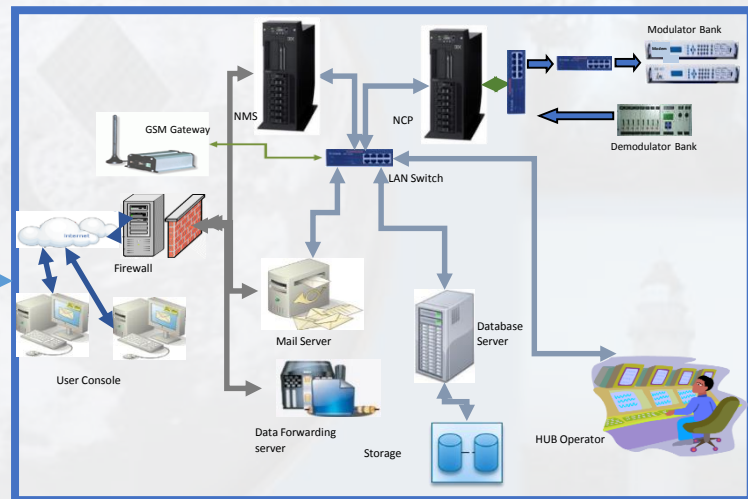 Modulator Bank
NMS
NCP
GSM Gateway
Demodulator Bank
LAN Switch
Firewall
Mail Server
Database
Server
User Console
Data Forwarding
server
Storage
HUB Operator